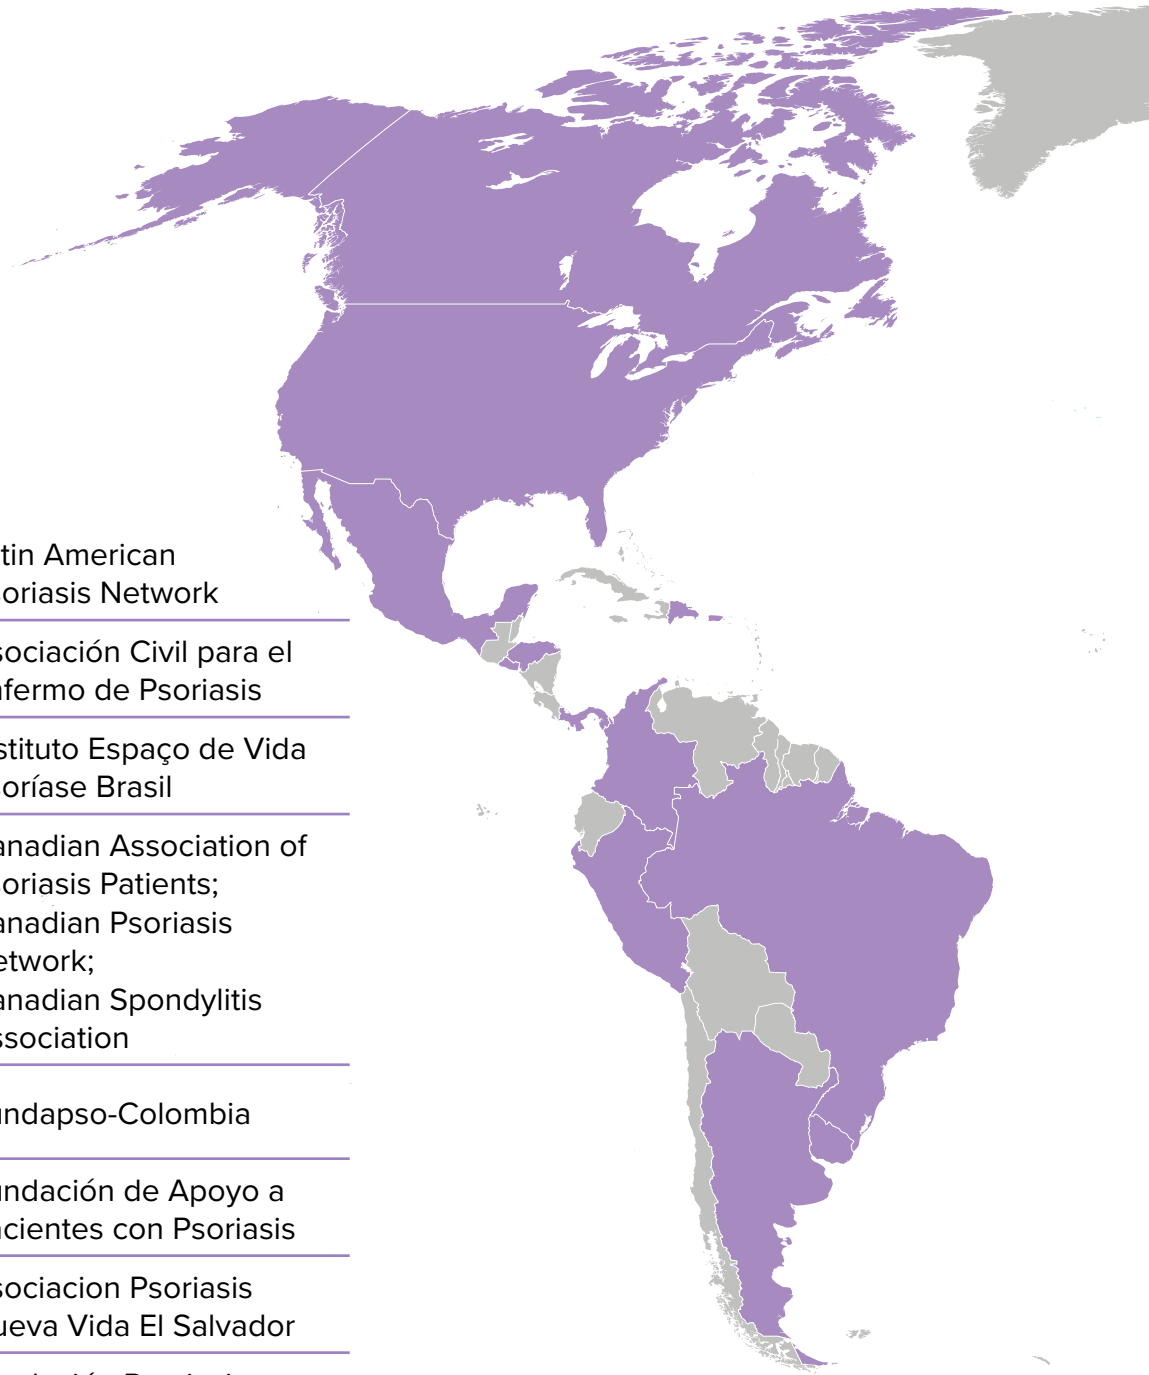 tin American
oriasis Network
sociación Civil para el
fermo de Psoriasis
stituto Espaço de Vida
oríase Brasil
anadian Association of
oriasis Patients;
anadian Psoriasis
etwork;
anadian Spondylitis
ssociation
undapso-Colombia
undación de Apoyo a
acientes con Psoriasis
sociacion Psoriasis
ueva Vida El Salvador